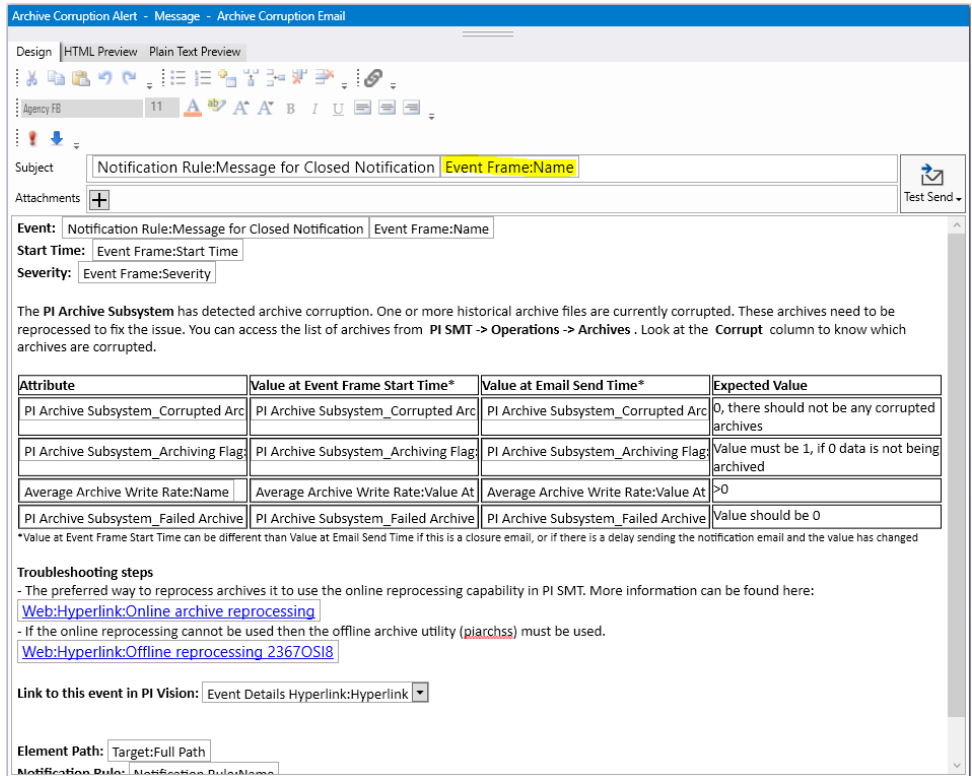 Archive Corruption Alert - Message - Archive Corruption Email
Design HTML Preview Plain Text Preview
Agency FB 11 A ab A A B I U
Subject Notification Rule:Message for Closed Notification Event Frame:Name
Attachments
Test Send
Event: Notification Rule:Message for Closed Notification Event Frame:Name
Start Time: Event Frame:Start Time
Severity: Event Frame:Severity
The PI Archive Subsystem has detected archive corruption. One or more historical archive files are currently corrupted. These archives need to be
reprocessed to fix the issue. You can access the list of archives from PI SMT -> Operations -> Archives . Look at the Corrupt column to know which
archives are corrupted.
Attribute Value at Event Frame Start Time* Value at Email Send Time* Expected Value
PI Archive Subsystem_Corrupted Arc PI Archive Subsystem_Corrupted Arc PI Archive Subsystem_Corrupted Arc 0, there should not be any corrupted
archives
PI Archive Subsystem_Archiving Flag: PI Archive Subsystem_Archiving Flag: PI Archive Subsystem_Archiving Flag: Value must be 1, if 0 data is not being
archived
Average Archive Write Rate:Name Average Archive Write Rate:Value At Average Archive Write Rate:Value At >0
PI Archive Subsystem_Failed Archive PI Archive Subsystem_Failed Archive PI Archive Subsystem_Failed Archive Value should be 0
*Value at Event Frame Start Time can be different than Value at Email Send Time if this is a closure email, or if there is a delay sending the notification email and the value has changed
Troubleshooting steps
- The preferred way to reprocess archives it to use the online reprocessing capability in PI SMT. More information can be found here:
Web:Hyperlink:Online archive reprocessing
- If the online reprocessing cannot be used then the offline archive utility (piarchss) must be used.
Web:Hyperlink:Offline reprocessing 2367OSI8
Link to this event in PI Vision: Event Details Hyperlink:Hyperlink
Element Path: Target:Full Path
Notification Rule: Notification Rule:Name